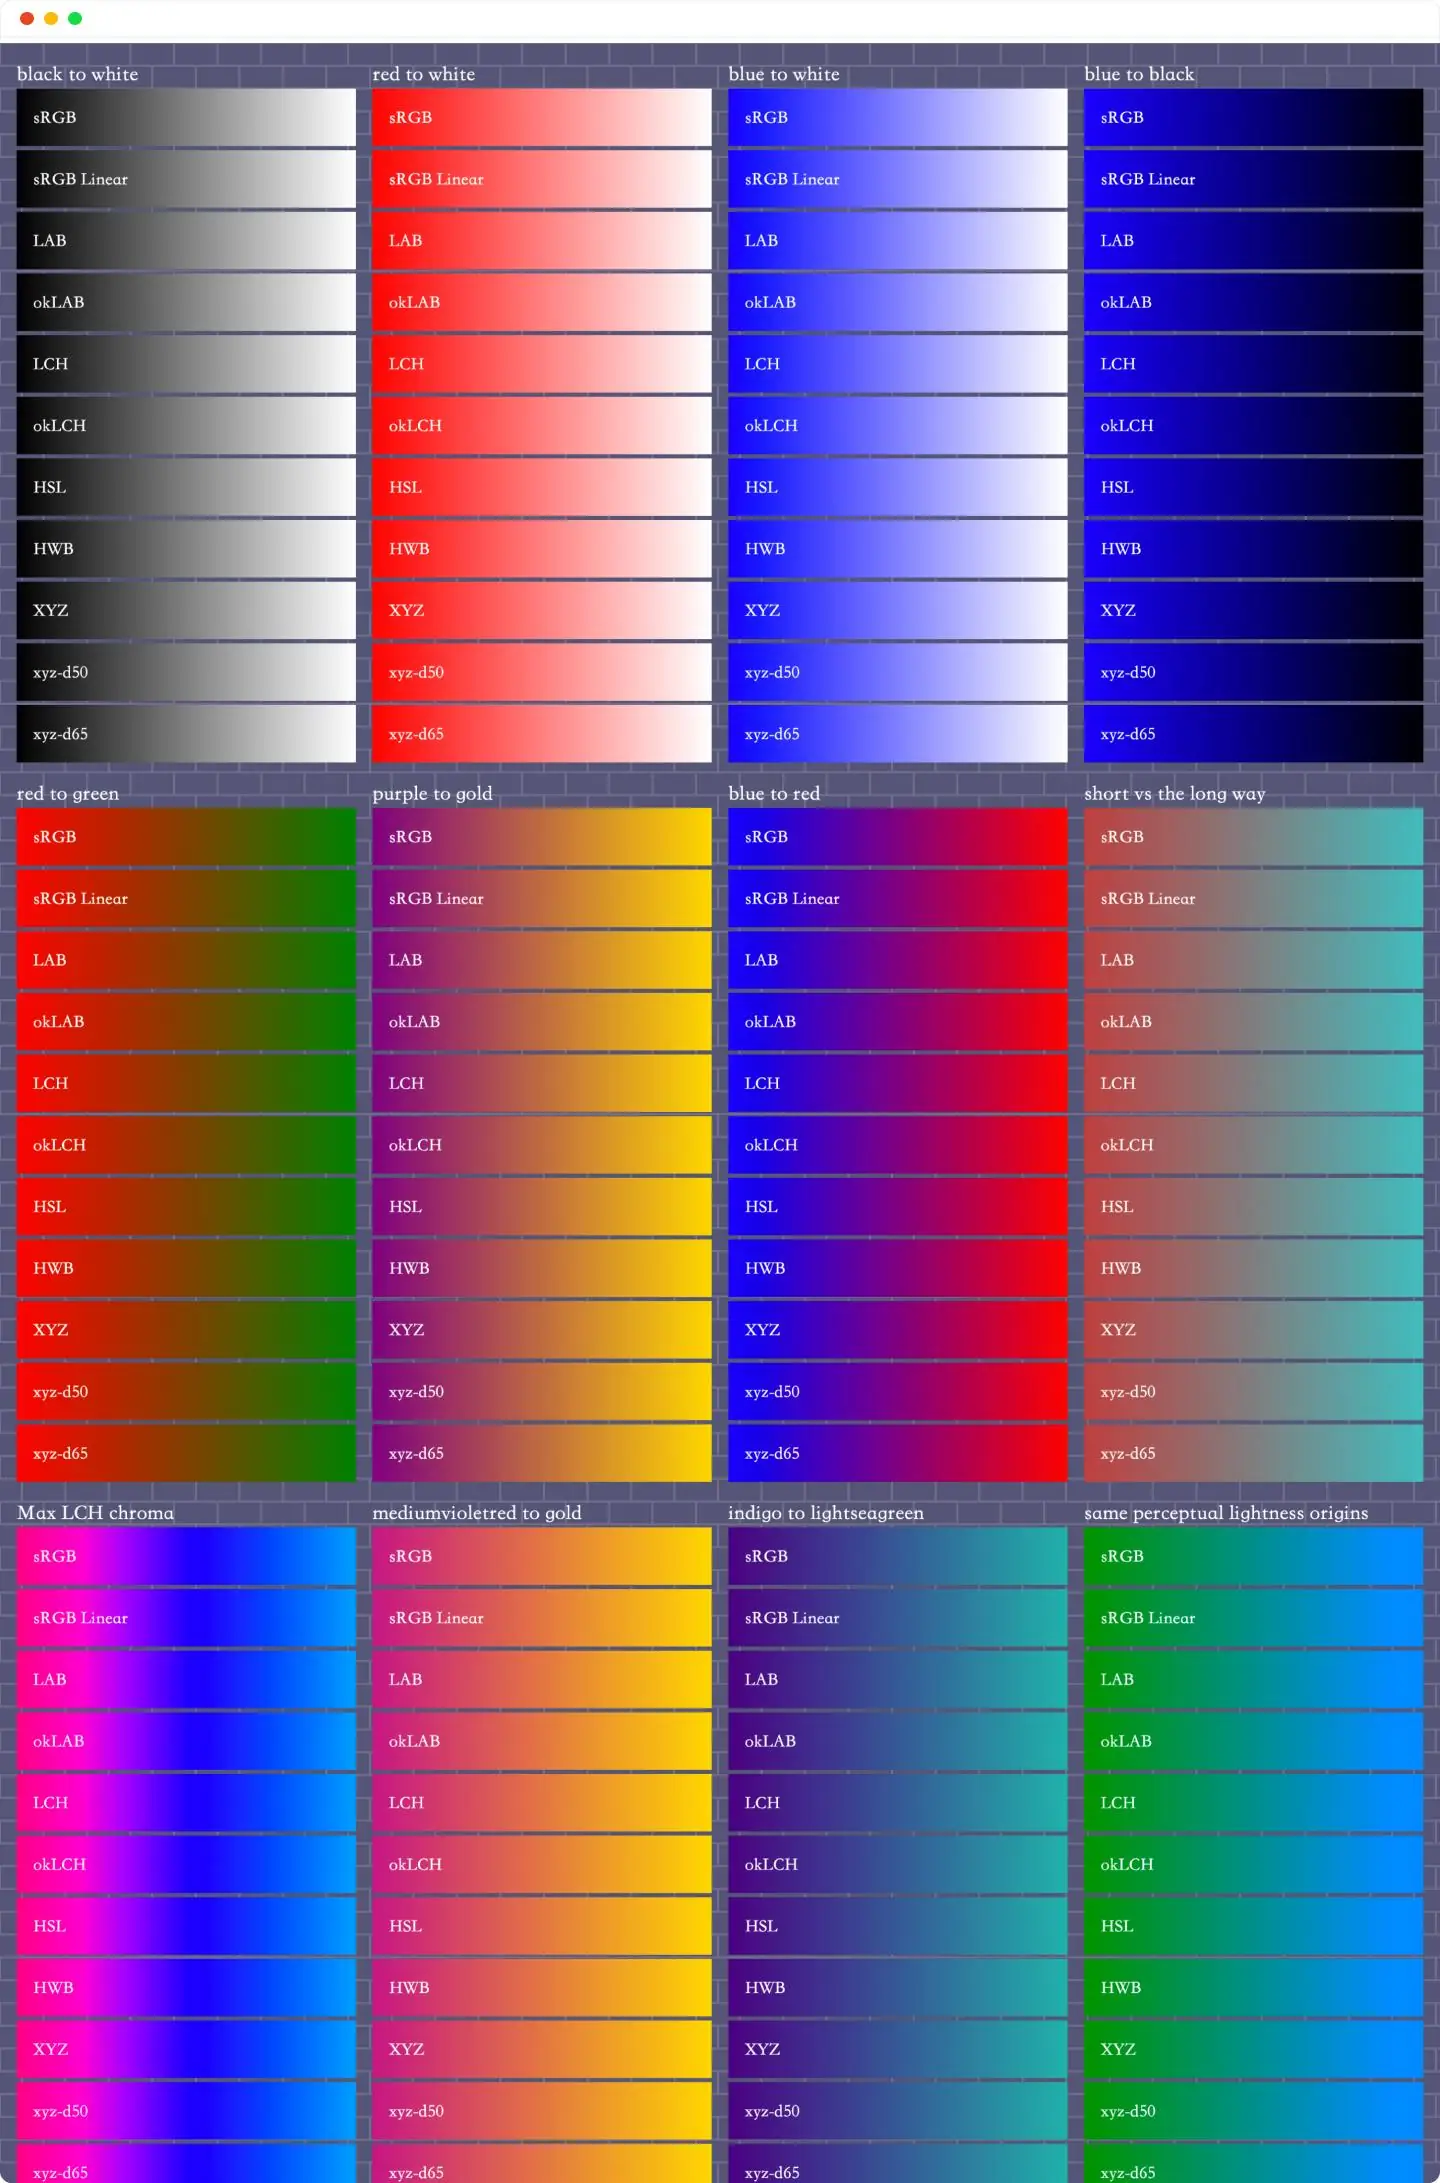 black to white
sRGB
sRGB Linear
LAB
okLAB
LCH
okLCH
HSL
HWB
XYZ
xyz-d50
xyz-d65
red to white
sRGB
sRGB Linear
LAB
okLAB
LCH
okLCH
HSL
HWB
XYZ
xyz-d50
xyz-d65
blue to white
sRGB
sRGB Linear
LAB
okLAB
LCH
okLCH
HSL
HWB
XYZ
xyz-d50
xyz-d65
blue to black
sRGB
sRGB Linear
LAB
okLAB
LCH
okLCH
HSL
HWB
XYZ
xyz-d50
xyz-d65
red to green
sRGB
sRGB Linear
LAB
okLAB
LCH
okLCH
HSL
HWB
XYZ
xyz-d50
xyz-d65
purple to gold
sRGB
sRGB Linear
LAB
okLAB
LCH
okLCH
HSL
HWB
XYZ
xyz-d50
xyz-d65
blue to red
sRGB
sRGB Linear
LAB
okLAB
LCH
okLCH
HSL
HWB
XYZ
xyz-d50
xyz-d65
short vs the long way
sRGB
sRGB Linear
LAB
okLAB
LCH
okLCH
HSL
HWB
XYZ
xyz-d50
xyz-d65
Max LCH chroma
sRGB
sRGB Linear
LAB
okLAB
LCH
okLCH
HSL
HWB
XYZ
xyz-d50
xyz-d65
mediumvioletred to gold
sRGB
sRGB Linear
LAB
okLAB
LCH
okLCH
HSL
HWB
XYZ
xyz-d50
xyz-d65
indigo to lightseagreen
sRGB
sRGB Linear
LAB
okLAB
LCH
okLCH
HSL
HWB
XYZ
xyz-d50
xyz-d65
same perceptual lightness origins
sRGB
sRGB Linear
LAB
okLAB
LCH
okLCH
HSL
HWB
XYZ
xyz-d50
xyz-d65